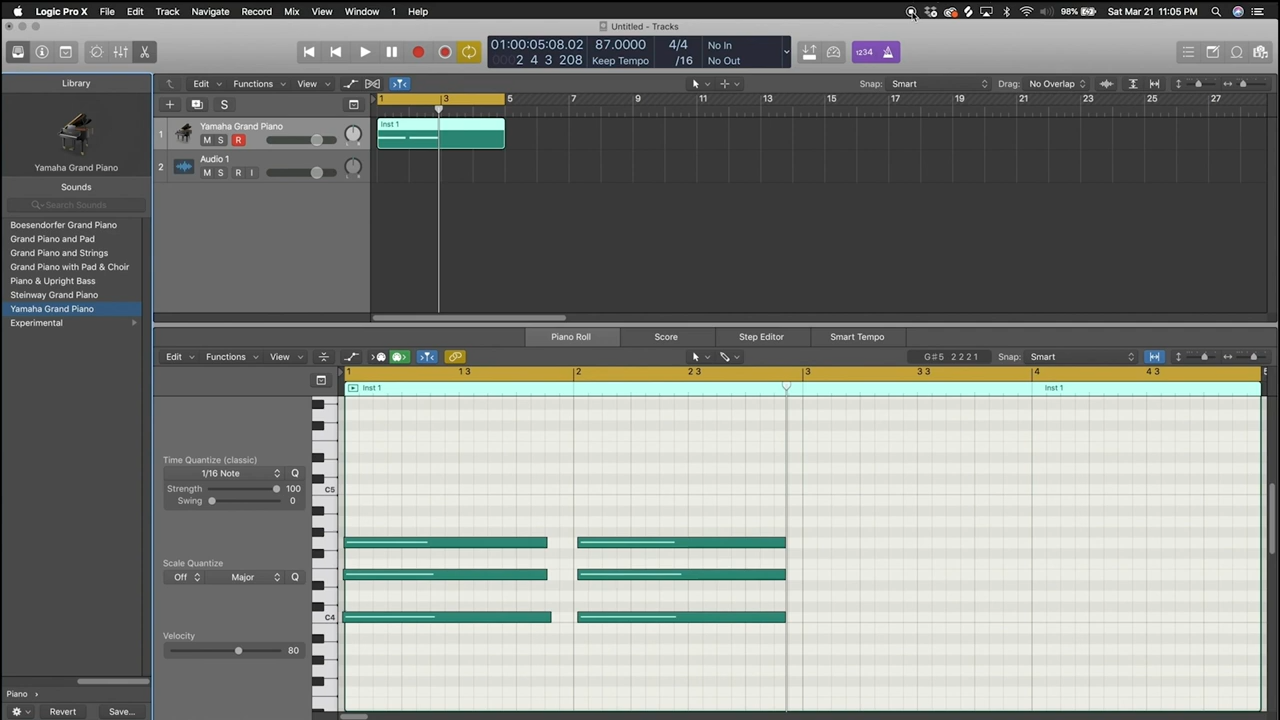 Logic Pro X File Edit Track Navigate Record Mix View Window 1 Help 98% Sat Mar 21 11:05 PM
Untitled - Tracks
01:00:05:08.02 87.0000 4/4 No In
2 4 3 208 Keep Tempo /16 No Out
1234
Library
Edit Functions View Snap: Smart Drag: No Overlap
1 3 5 7 9 11 13 15 17 19 21 23 25 27
S
1 Yamaha Grand Piano
M S R
Inst 1
2 Audio 1
M S R I
Yamaha Grand Piano
Sounds
Search Sounds
Boesendorfer Grand Piano
Grand Piano and Pad
Grand Piano and Strings
Grand Piano with Pad & Choir
Piano & Upright Bass
Steinway Grand Piano
Yamaha Grand Piano
Experimental
Piano Roll Score Step Editor Smart Tempo
Edit Functions View G#5 2 2 2 1 Snap: Smart
1 1 3 2 2 3 3 3 3 4 4 3 5
Inst 1 Inst 1
Time Quantize (classic)
1/16 Note Q
Strength 100
Swing 0
C5
Scale Quantize
Off Major Q
C4
Velocity
80
Piano
Revert Save...